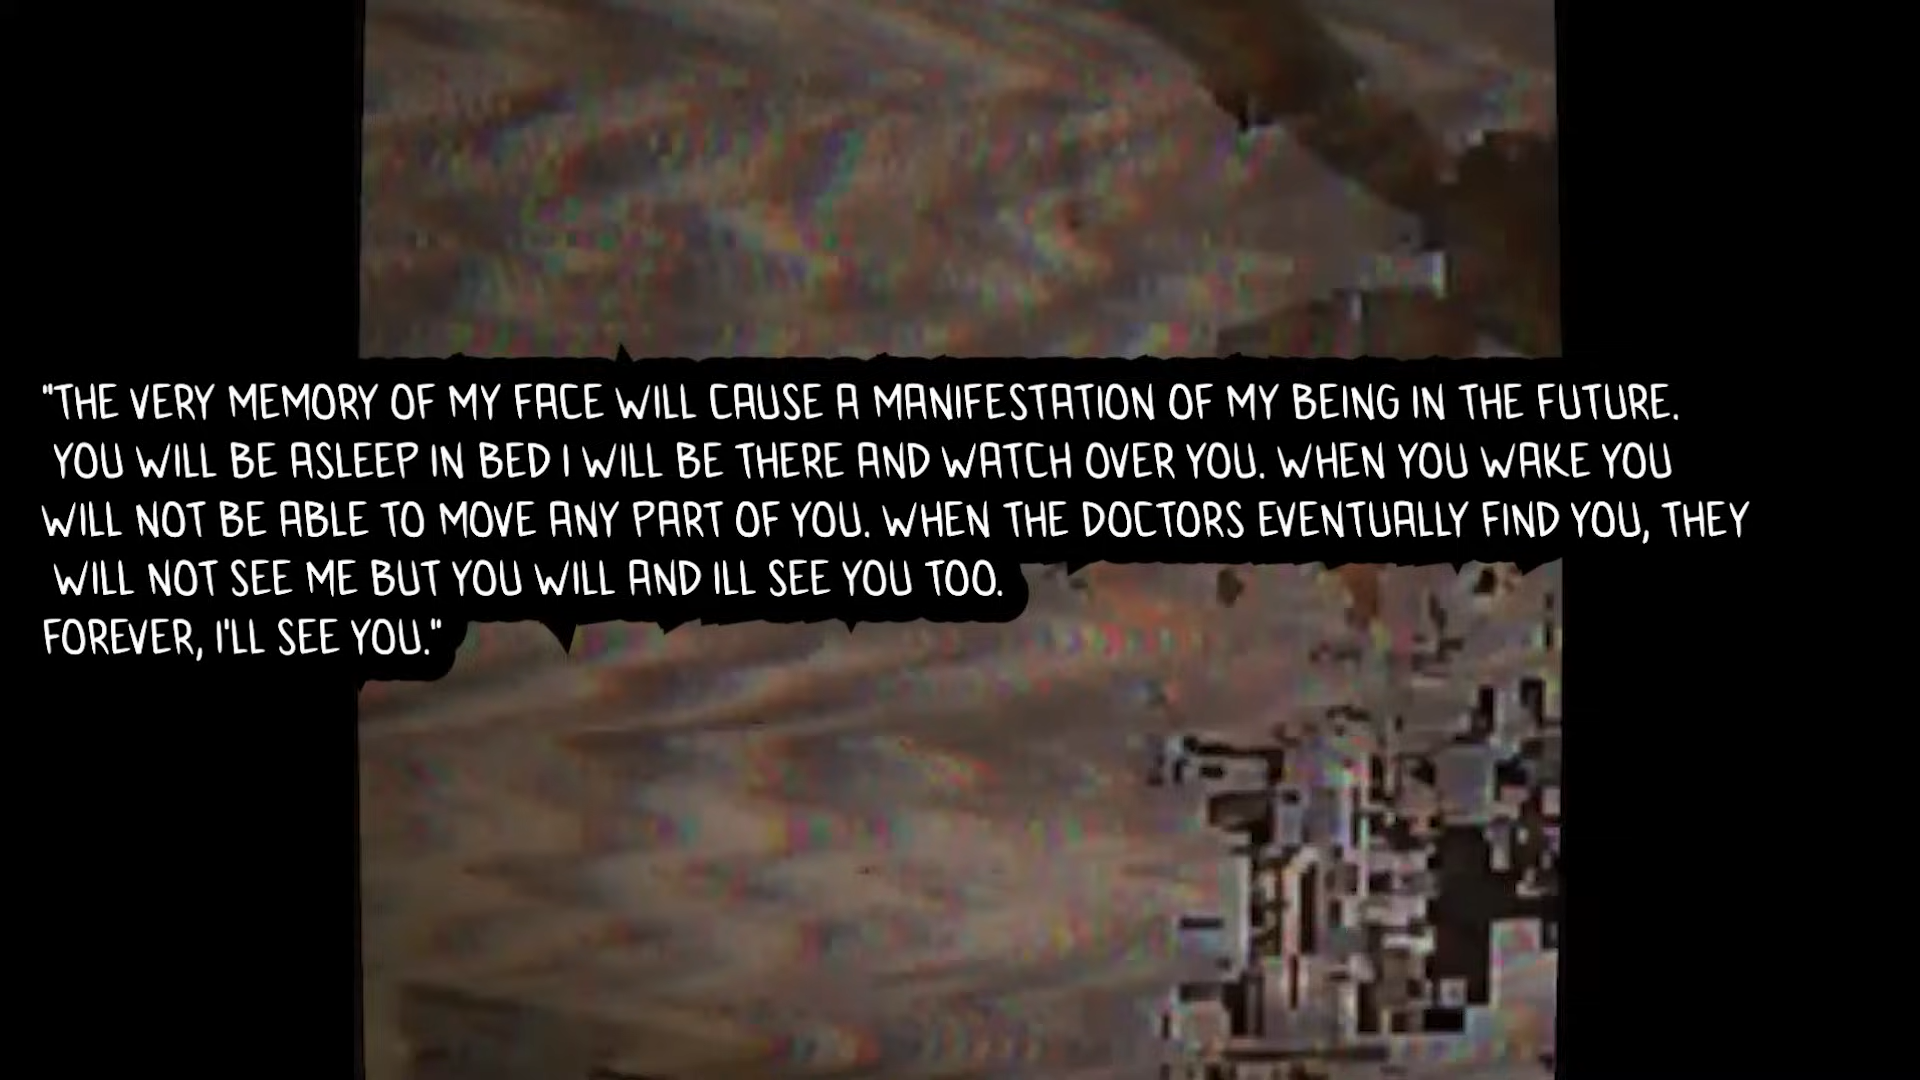 "THE VERY MEMORY OF MY FACE WILL CAUSE A MANIFESTATION OF MY BEING IN THE FUTURE.
YOU WILL BE ASLEEP IN BED I WILL BE THERE AND WATCH OVER YOU. WHEN YOU WAKE YOU
WILL NOT BE ABLE TO MOVE ANY PART OF YOU. WHEN THE DOCTORS EVENTUALLY FIND YOU, THEY
WILL NOT SEE ME BUT YOU WILL AND ILL SEE YOU TOO.
FOREVER, I'LL SEE YOU."